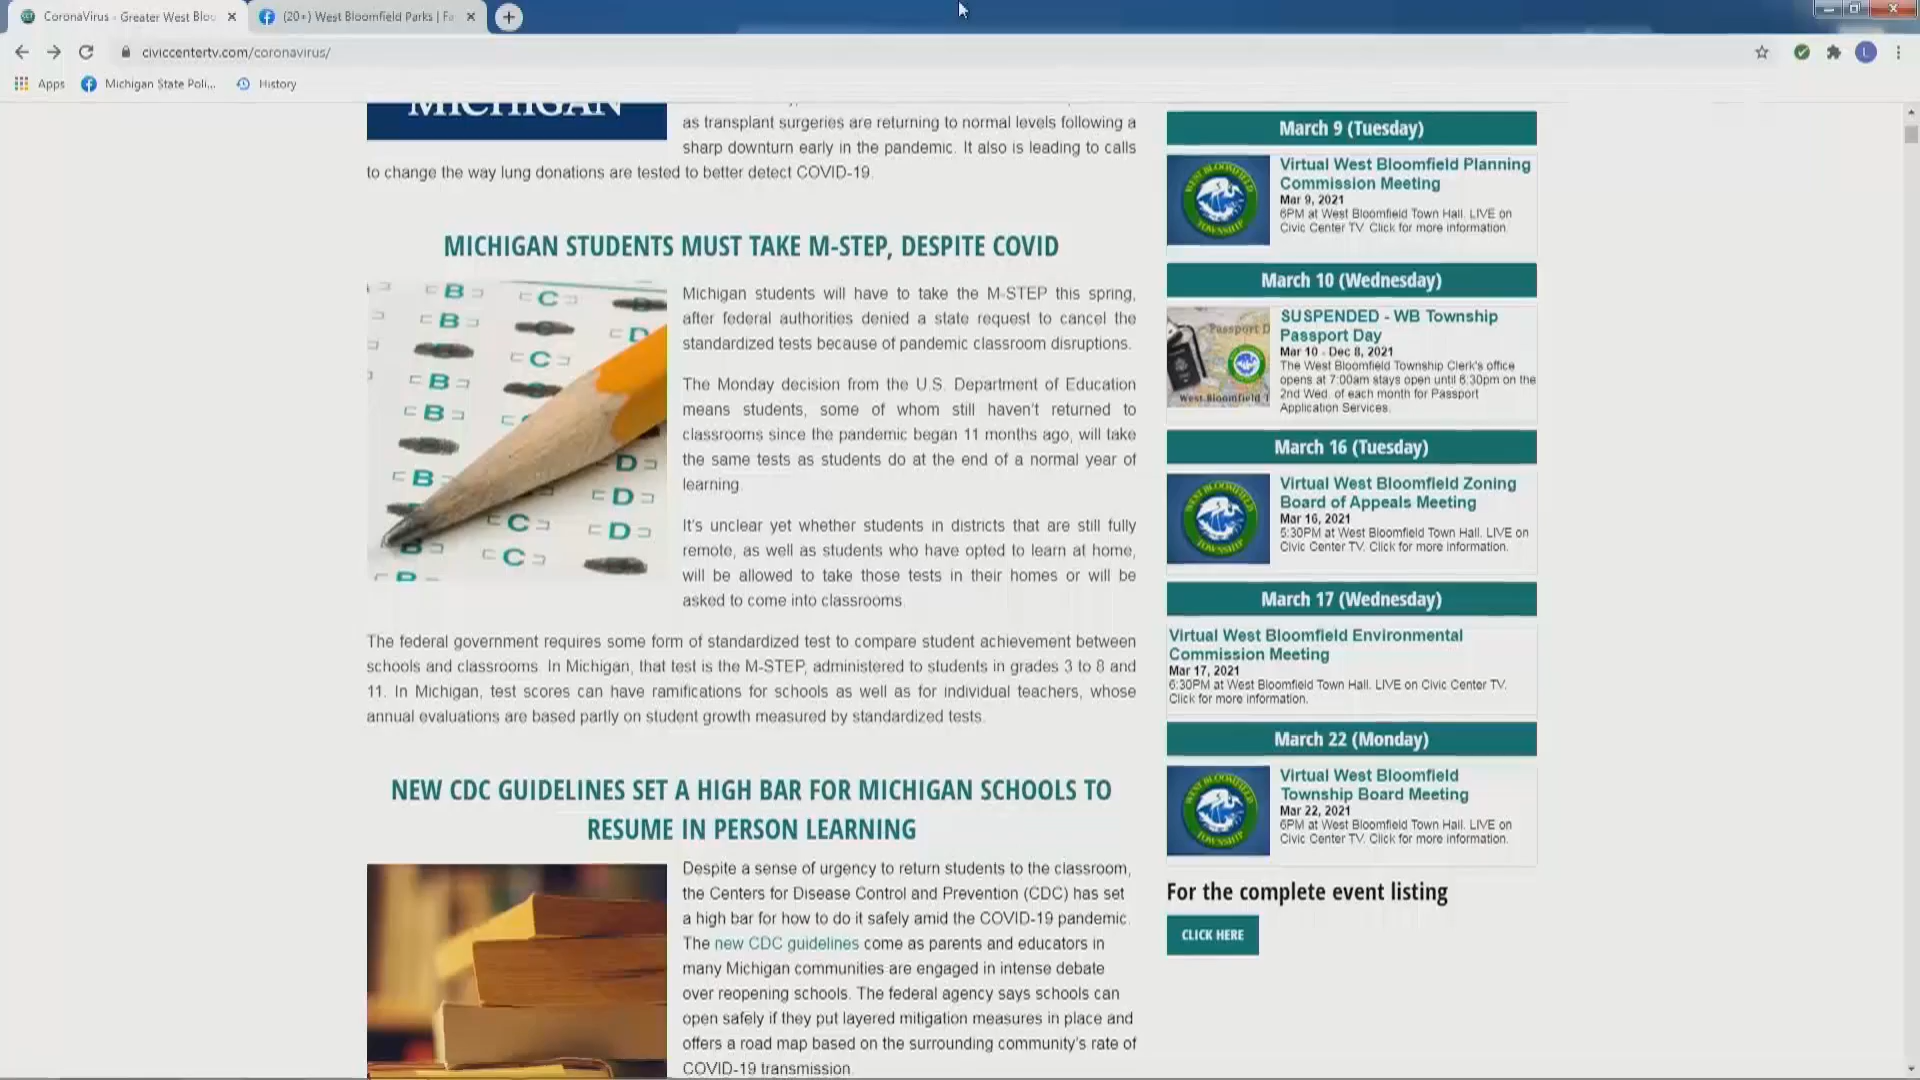 CoronaVirus - Greater West Bloo
(20+) West Bloomfield Parks | Fa
civiccentertv.com/coronavirus/
L
Apps
Michigan State Poli...
History
MICHIGAN
as transplant surgeries are returning to normal levels following a
sharp downturn early in the pandemic. It also is leading to calls
to change the way lung donations are tested to better detect COVID-19.
MICHIGAN STUDENTS MUST TAKE M-STEP, DESPITE COVID
Michigan students will have to take the M-STEP this spring,
after federal authorities denied a state request to cancel the
standardized tests because of pandemic classroom disruptions.
The Monday decision from the U.S. Department of Education
means students, some of whom still haven't returned to
classrooms since the pandemic began 11 months ago, will take
the same tests as students do at the end of a normal year of
learning.
It's unclear yet whether students in districts that are still fully
remote, as well as students who have opted to learn at home,
will be allowed to take those tests in their homes or will be
asked to come into classrooms.
The federal government requires some form of standardized test to compare student achievement between
schools and classrooms. In Michigan, that test is the M-STEP, administered to students in grades 3 to 8 and
11. In Michigan, test scores can have ramifications for schools as well as for individual teachers, whose
annual evaluations are based partly on student growth measured by standardized tests.
NEW CDC GUIDELINES SET A HIGH BAR FOR MICHIGAN SCHOOLS TO
RESUME IN PERSON LEARNING
Despite a sense of urgency to return students to the classroom,
the Centers for Disease Control and Prevention (CDC) has set
a high bar for how to do it safely amid the COVID-19 pandemic.
The new CDC guidelines come as parents and educators in
many Michigan communities are engaged in intense debate
over reopening schools. The federal agency says schools can
open safely if they put layered mitigation measures in place and
offers a road map based on the surrounding community's rate of
COVID-19 transmission.
March 9 (Tuesday)
Virtual West Bloomfield Planning
Commission Meeting
Mar 9, 2021
6PM at West Bloomfield Town Hall. LIVE on
Civic Center TV. Click for more information.
March 10 (Wednesday)
SUSPENDED - WB Township
Passport Day
Mar 10 - Dec 8, 2021
The West Bloomfield Township Clerk's office
opens at 7:00am stays open until 6:30pm on the
2nd Wed. of each month for Passport
Application Services.
March 16 (Tuesday)
Virtual West Bloomfield Zoning
Board of Appeals Meeting
Mar 16, 2021
5:30PM at West Bloomfield Town Hall. LIVE on
Civic Center TV. Click for more information.
March 17 (Wednesday)
Virtual West Bloomfield Environmental
Commission Meeting
Mar 17, 2021
6:30PM at West Bloomfield Town Hall. LIVE on Civic Center TV.
Click for more information.
March 22 (Monday)
Virtual West Bloomfield
Township Board Meeting
Mar 22, 2021
6PM at West Bloomfield Town Hall. LIVE on
Civic Center TV. Click for more information.
For the complete event listing
CLICK HERE